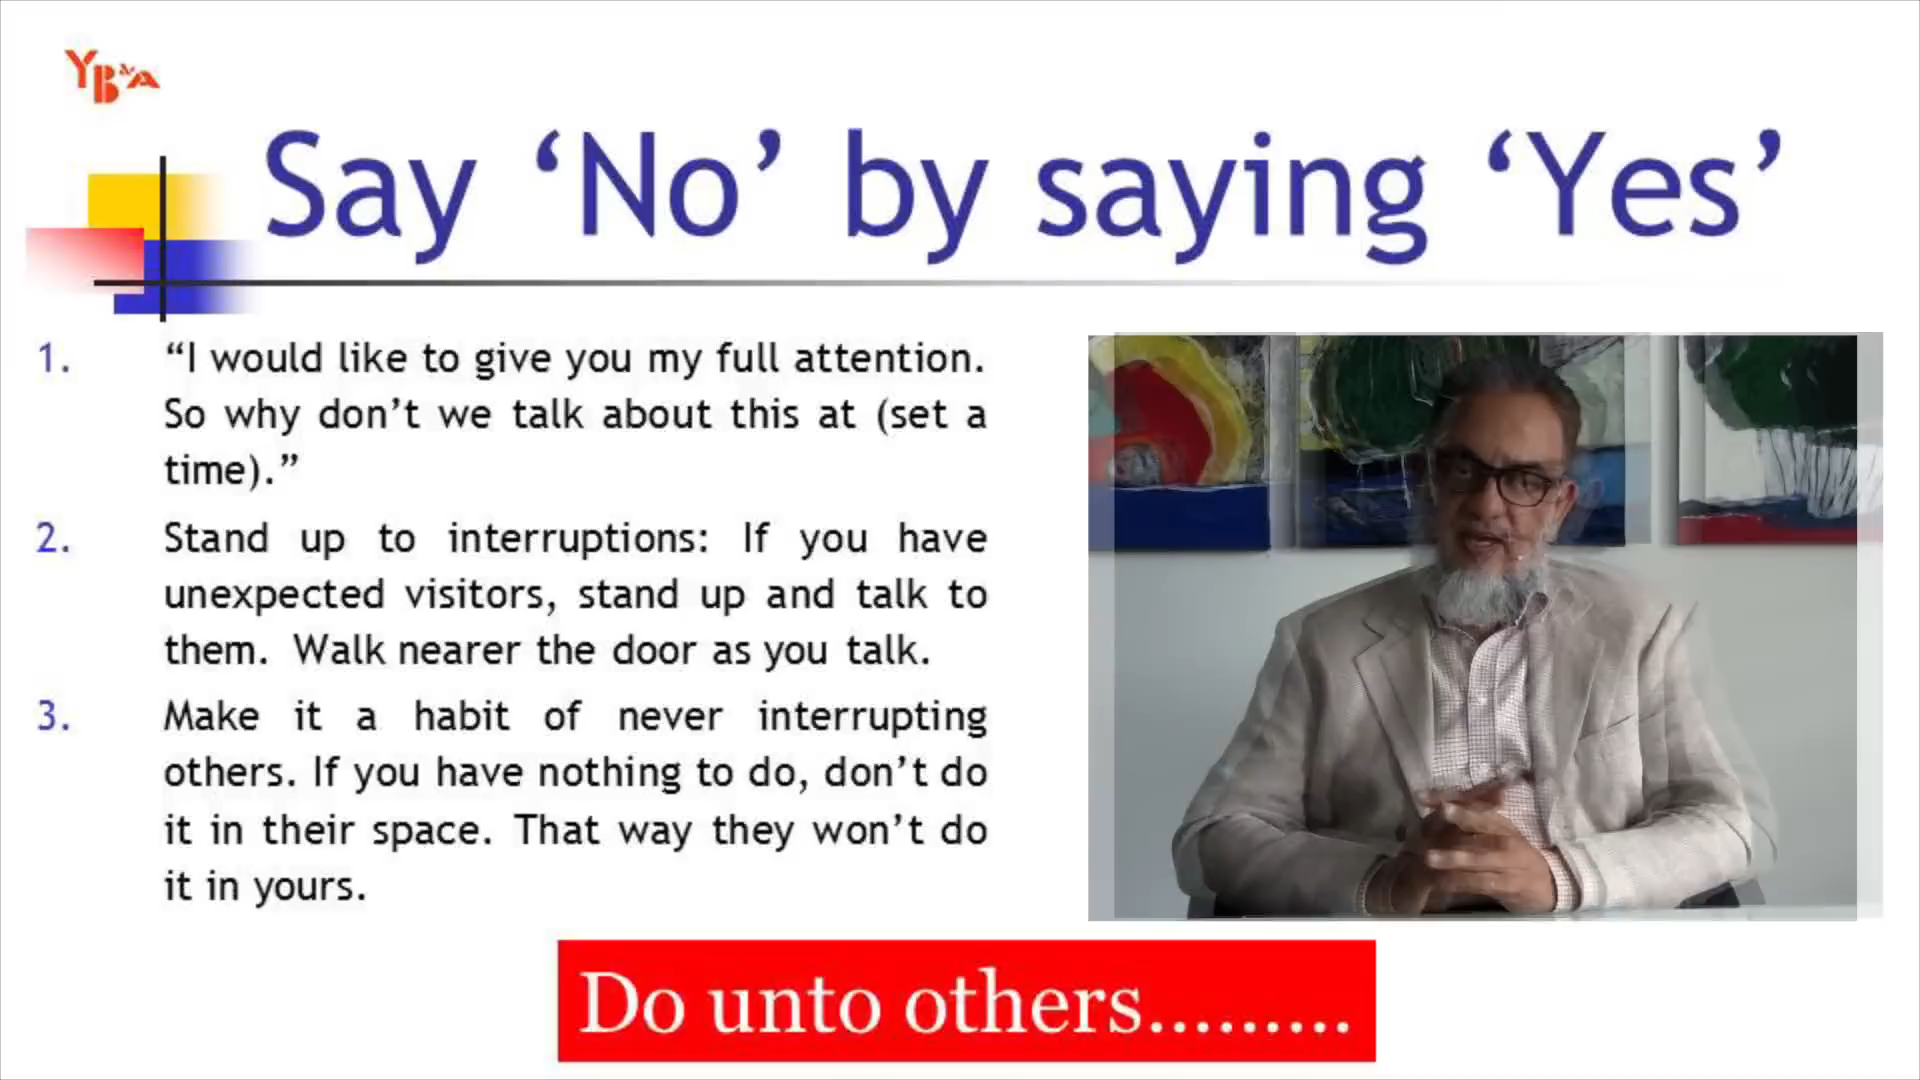 YB&A
Say ‘No’ by saying ‘Yes’
1. “I would like to give you my full attention.
So why don’t we talk about this at (set a
time).”
2. Stand up to interruptions: If you have
unexpected visitors, stand up and talk to
them. Walk nearer the door as you talk.
3. Make it a habit of never interrupting
others. If you have nothing to do, don’t do
it in their space. That way they won’t do
it in yours.
Do unto others.........